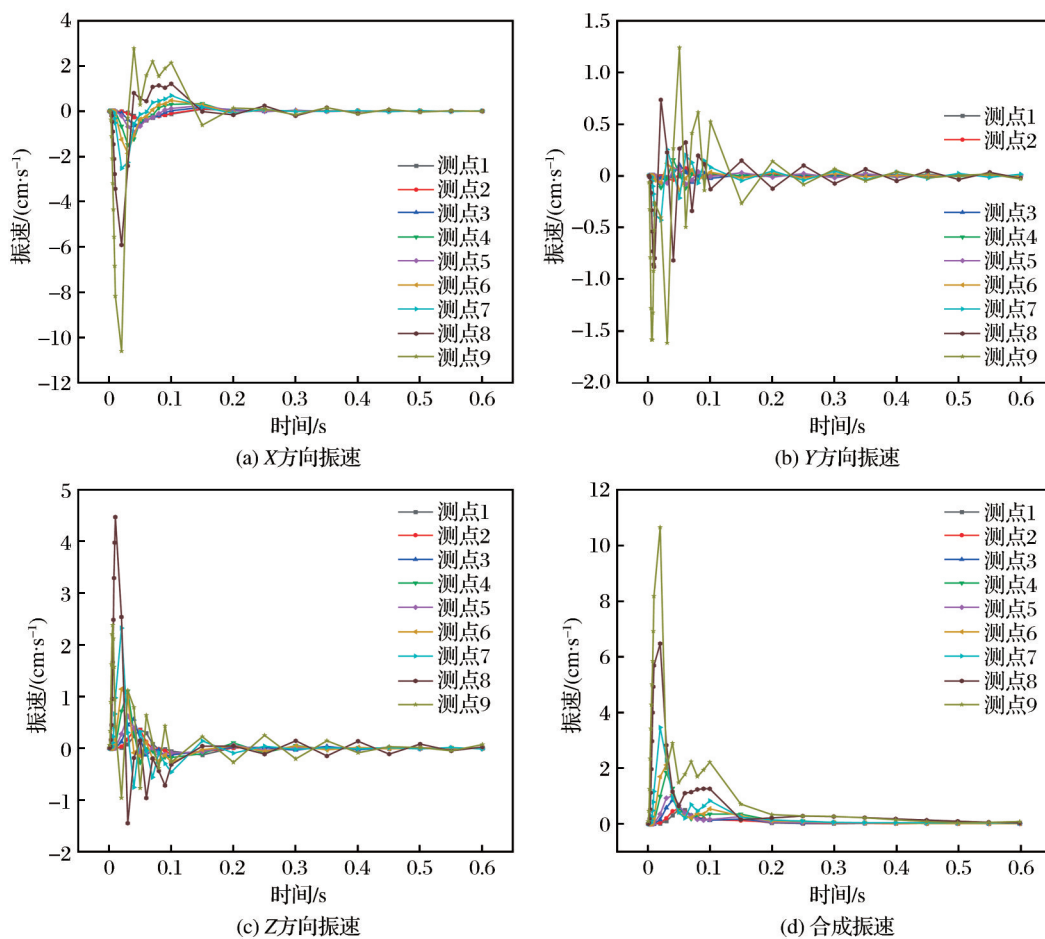 4
2
0
−2
−4
−6
−8
−10
−12
振速/(cm·s⁻¹)
测点1
测点2
测点3
测点4
测点5
测点6
测点7
测点8
测点9
0 0.1 0.2 0.3 0.4 0.5 0.6
时间/s
(a) X方向振速
1.5
1.0
0.5
0
−0.5
−1.0
−1.5
−2.0
振速/(cm·s⁻¹)
测点1
测点2
测点3
测点4
测点5
测点6
测点7
测点8
测点9
0 0.1 0.2 0.3 0.4 0.5 0.6
时间/s
(b) Y方向振速
5
4
3
2
1
0
−1
−2
振速/(cm·s⁻¹)
测点1
测点2
测点3
测点4
测点5
测点6
测点7
测点8
测点9
0 0.1 0.2 0.3 0.4 0.5 0.6
时间/s
(c) Z方向振速
12
10
8
6
4
2
0
振速/(cm·s⁻¹)
测点1
测点2
测点3
测点4
测点5
测点6
测点7
测点8
测点9
0 0.1 0.2 0.3 0.4 0.5 0.6
时间/s
(d) 合成振速